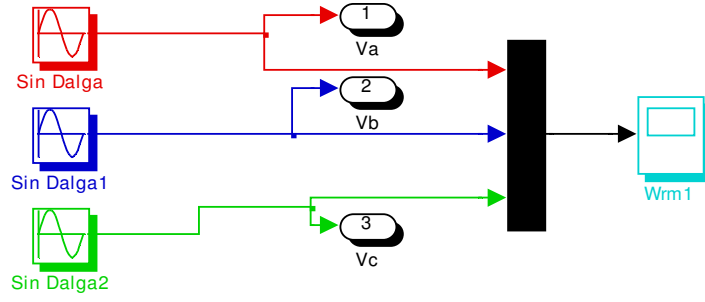 1
Va
Sin Dalga
2
Vb
Sin Dalga1
Wrm1
3
Vc
Sin Dalga2